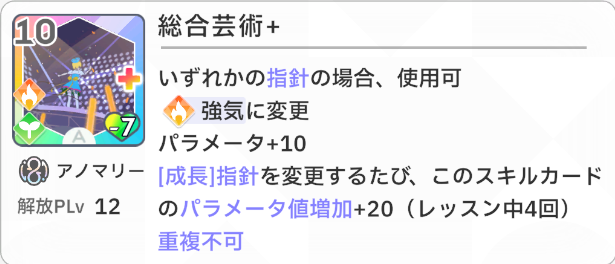 10
総合芸術+
いずれかの指針の場合、使用可
強気に変更
パラメータ+10
[成長]指針を変更するたび、このスキルカード
のパラメータ値増加+20（レッスン中4回）
重複不可
A
-7
アノマリー
解放PLv 12